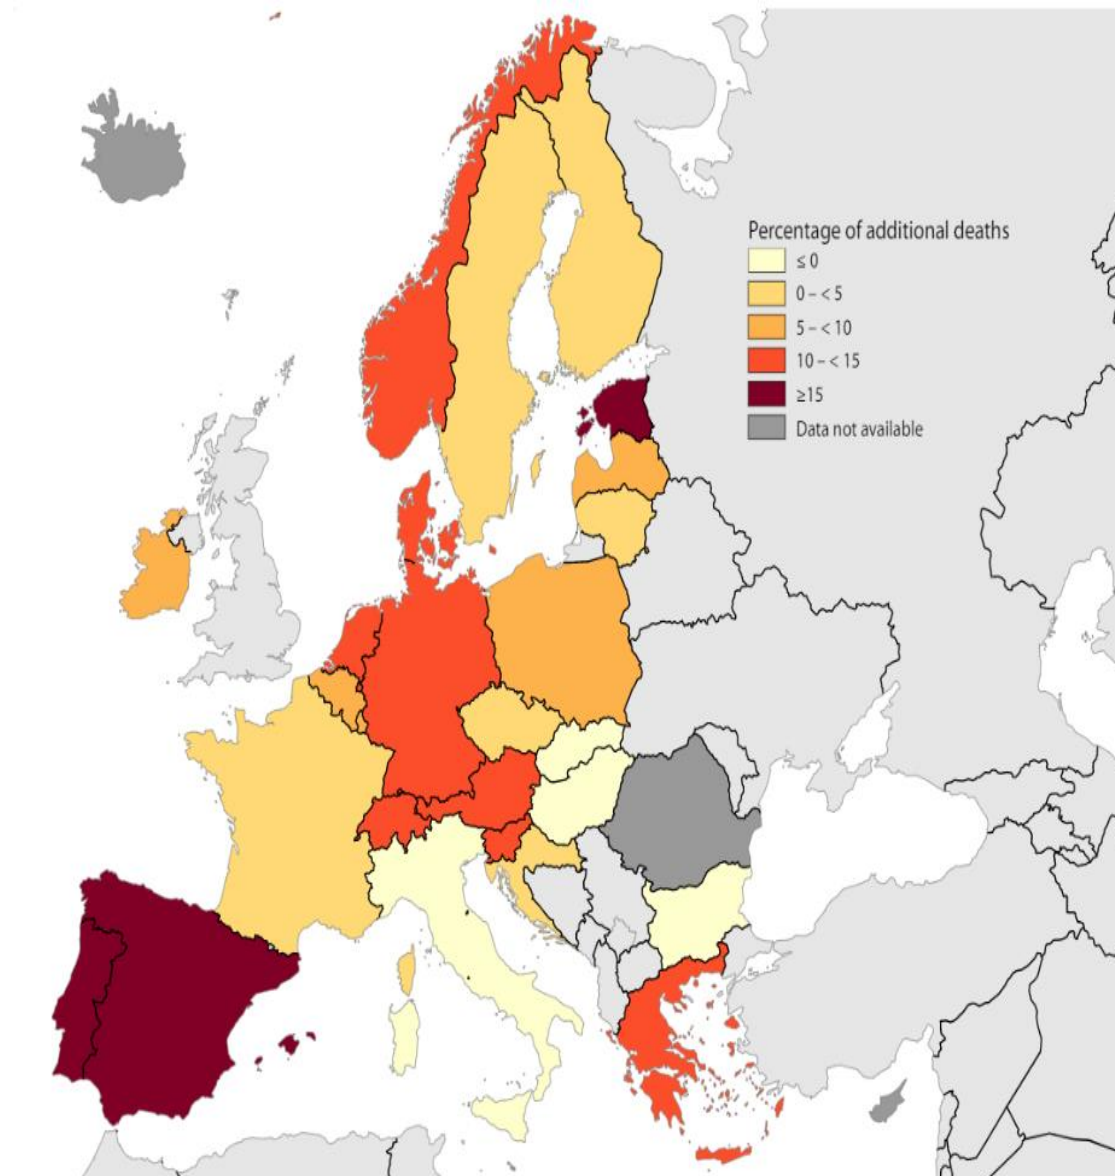 Percentage of additional deaths
≤ 0
0 – < 5
5 – < 10
10 – < 15
≥15
Data not available